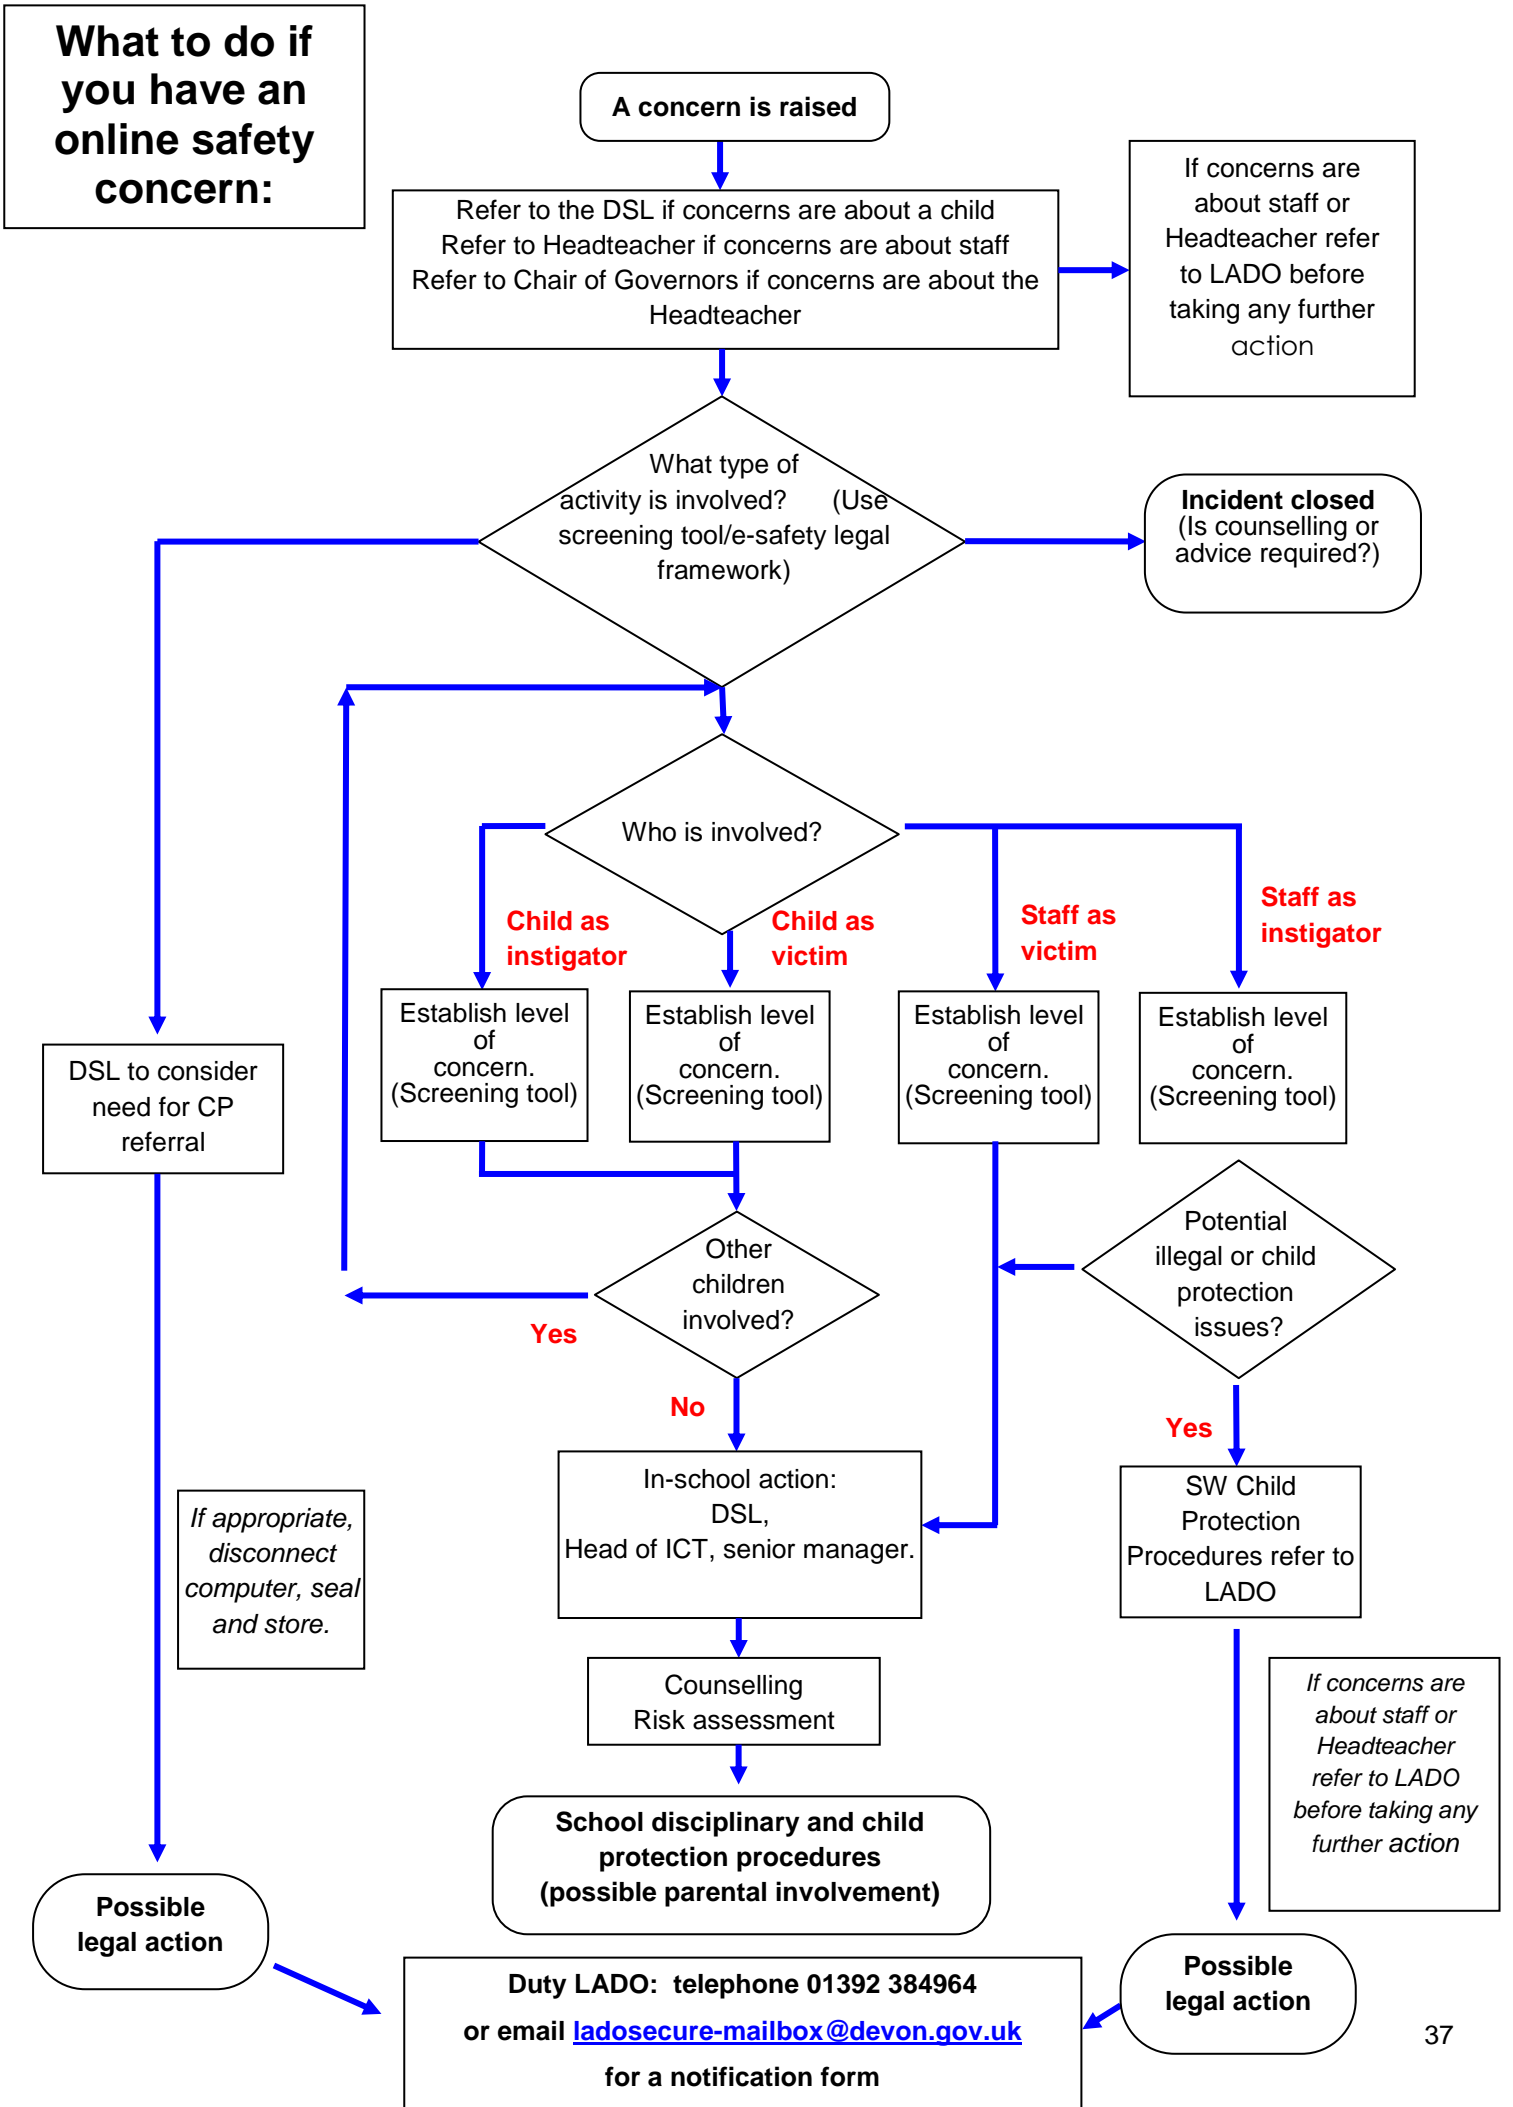 What to do if
you have an
online safety
concern:
A concern is raised
Refer to the DSL if concerns are about a child
Refer to Headteacher if concerns are about staff
Refer to Chair of Governors if concerns are about the
Headteacher
If concerns are
about staff or
Headteacher refer
to LADO before
taking any further
action
What type of
activity is involved? (Use
screening tool/e-safety legal
framework)
Incident closed
(Is counselling or
advice required?)
Who is involved?
Child as
instigator
Child as
victim
Staff as
victim
Staff as
instigator
Establish level
of
concern.
(Screening tool)
Establish level
of
concern.
(Screening tool)
Establish level
of
concern.
(Screening tool)
Establish level
of
concern.
(Screening tool)
DSL to consider
need for CP
referral
Other
children
involved?
Potential
illegal or child
protection
issues?
Yes
No
Yes
In-school action:
DSL,
Head of ICT, senior manager.
SW Child
Protection
Procedures refer to
LADO
If appropriate,
disconnect
computer, seal
and store.
Counselling
Risk assessment
If concerns are
about staff or
Headteacher
refer to LADO
before taking any
further action
School disciplinary and child
protection procedures
(possible parental involvement)
Possible
legal action
Possible
legal action
Duty LADO: telephone 01392 384964
or email ladosecure-mailbox@devon.gov.uk
for a notification form
37